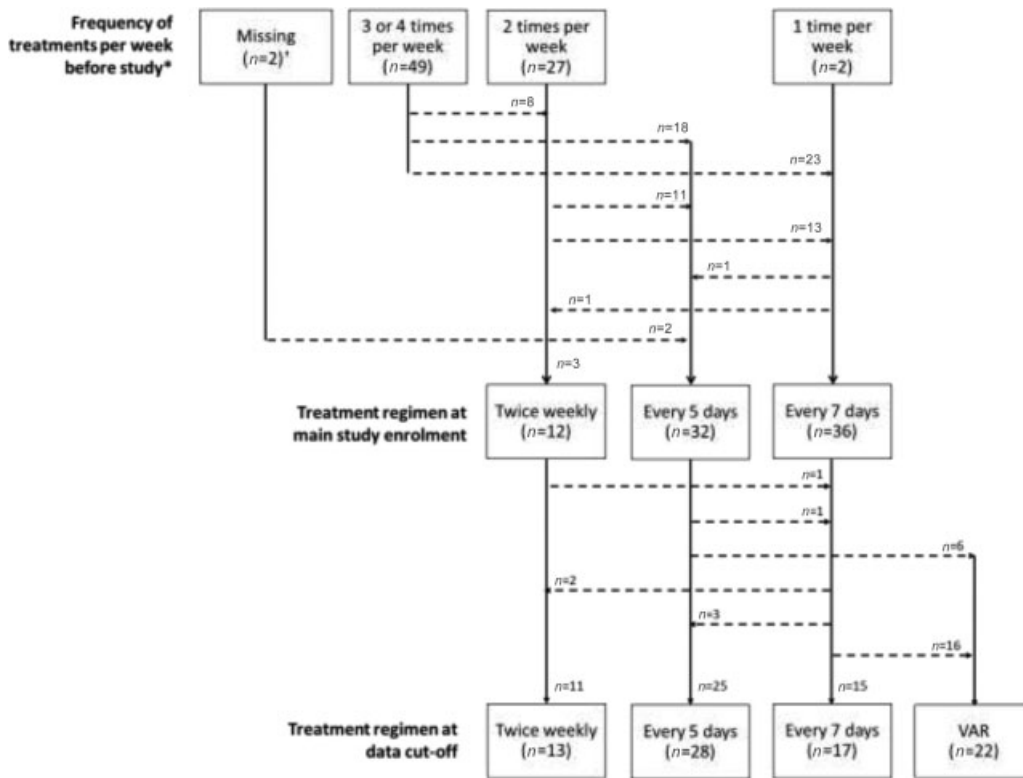 Frequency of
treatments per week
before study*
Missing
(n=2)†
3 or 4 times
per week
(n=49)
2 times per
week
(n=27)
1 time per
week
(n=2)
n=8
n=18
n=23
n=11
n=13
n=1
n=1
n=2
n=3
Treatment regimen at
main study enrolment
Twice weekly
(n=12)
Every 5 days
(n=32)
Every 7 days
(n=36)
n=1
n=1
n=6
n=2
n=3
n=16
n=11
n=25
n=15
Treatment regimen at
data cut-off
Twice weekly
(n=13)
Every 5 days
(n=28)
Every 7 days
(n=17)
VAR
(n=22)